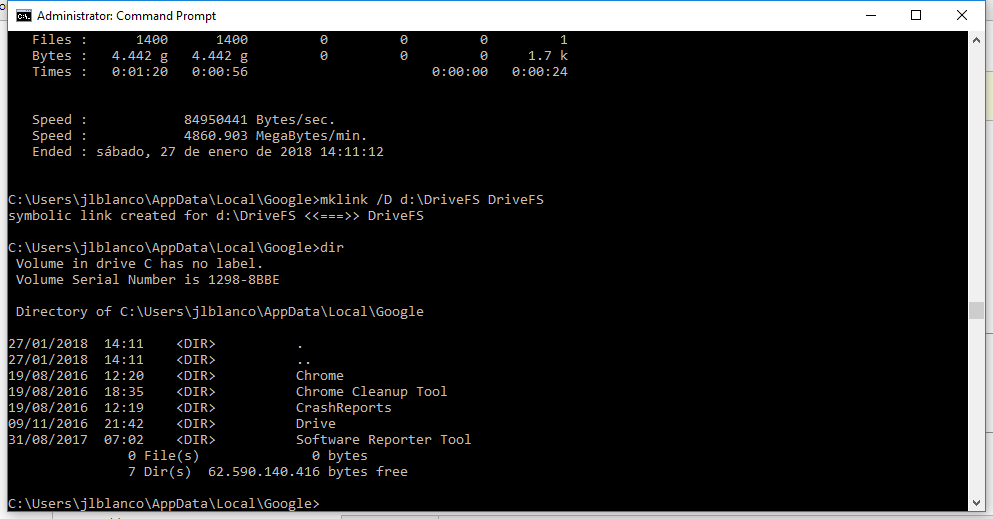 Administrator: Command Prompt
Files : 1400 1400 0 0 0 1
Bytes : 4.442 g 4.442 g 0 0 0 1.7 k
Times : 0:01:20 0:00:56 0:00:00 0:00:24
Speed : 84950441 Bytes/sec.
Speed : 4860.903 MegaBytes/min.
Ended : sábado, 27 de enero de 2018 14:11:12
C:\Users\jlblanco\AppData\Local\Google>mklink /D d:\DriveFS DriveFS
symbolic link created for d:\DriveFS <<===>> DriveFS
C:\Users\jlblanco\AppData\Local\Google>dir
Volume in drive C has no label.
Volume Serial Number is 1298-8BBE
Directory of C:\Users\jlblanco\AppData\Local\Google
27/01/2018 14:11 <DIR> .
27/01/2018 14:11 <DIR> ..
19/08/2016 12:20 <DIR> Chrome
19/08/2016 18:35 <DIR> Chrome Cleanup Tool
19/08/2016 12:19 <DIR> CrashReports
09/11/2016 21:42 <DIR> Drive
31/08/2017 07:02 <DIR> Software Reporter Tool
0 File(s) 0 bytes
7 Dir(s) 62.590.140.416 bytes free
C:\Users\jlblanco\AppData\Local\Google>